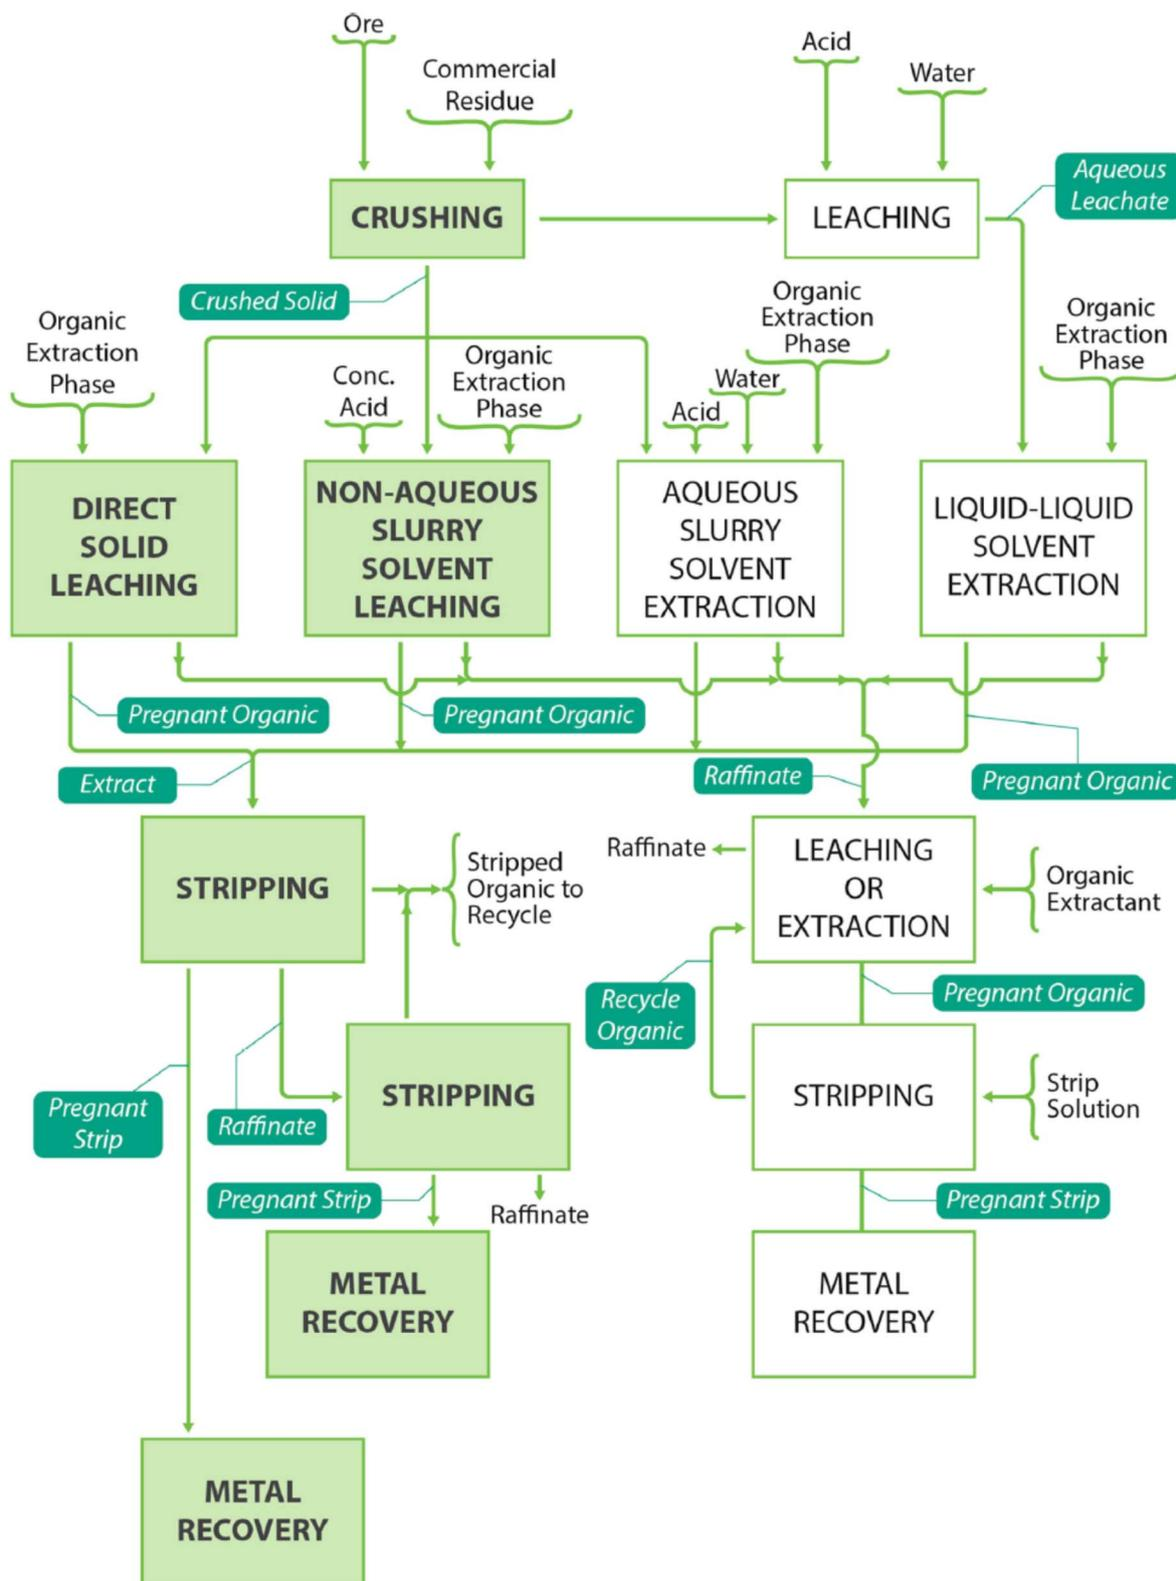 Ore
Commercial
Residue
Acid
Water
Aqueous
Leachate
CRUSHING
LEACHING
Crushed Solid
Organic
Extraction
Phase
Conc.
Acid
Organic
Extraction
Phase
Acid
Water
Organic
Extraction
Phase
Organic
Extraction
Phase
DIRECT
SOLID
LEACHING
NON-AQUEOUS
SLURRY
SOLVENT
LEACHING
AQUEOUS
SLURRY
SOLVENT
EXTRACTION
LIQUID-LIQUID
SOLVENT
EXTRACTION
Pregnant Organic
Pregnant Organic
Extract
Raffinate
Pregnant Organic
STRIPPING
Stripped
Organic to
Recycle
Raffinate
LEACHING
OR
EXTRACTION
Organic
Extractant
Recycle
Organic
Pregnant Organic
Pregnant
Strip
Raffinate
STRIPPING
STRIPPING
Strip
Solution
Pregnant Strip
Raffinate
Pregnant Strip
METAL
RECOVERY
METAL
RECOVERY
METAL
RECOVERY